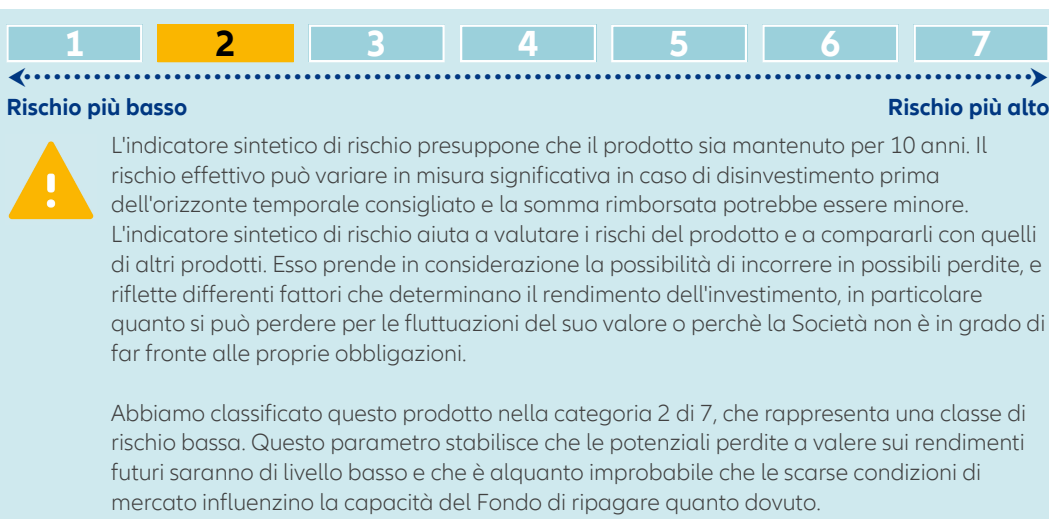 1 2 3 4 5 6 7
Rischio più basso Rischio più alto
L'indicatore sintetico di rischio presuppone che il prodotto sia mantenuto per 10 anni. Il
rischio effettivo può variare in misura significativa in caso di disinvestimento prima
dell'orizzonte temporale consigliato e la somma rimborsata potrebbe essere minore.
L'indicatore sintetico di rischio aiuta a valutare i rischi del prodotto e a compararli con quelli
di altri prodotti. Esso prende in considerazione la possibilità di incorrere in possibili perdite, e
riflette differenti fattori che determinano il rendimento dell'investimento, in particolare
quanto si può perdere per le fluttuazioni del suo valore o perchè la Società non è in grado di
far fronte alle proprie obbligazioni.
Abbiamo classificato questo prodotto nella categoria 2 di 7, che rappresenta una classe di
rischio bassa. Questo parametro stabilisce che le potenziali perdite a valere sui rendimenti
futuri saranno di livello basso e che è alquanto improbabile che le scarse condizioni di
mercato influenzino la capacità del Fondo di ripagare quanto dovuto.